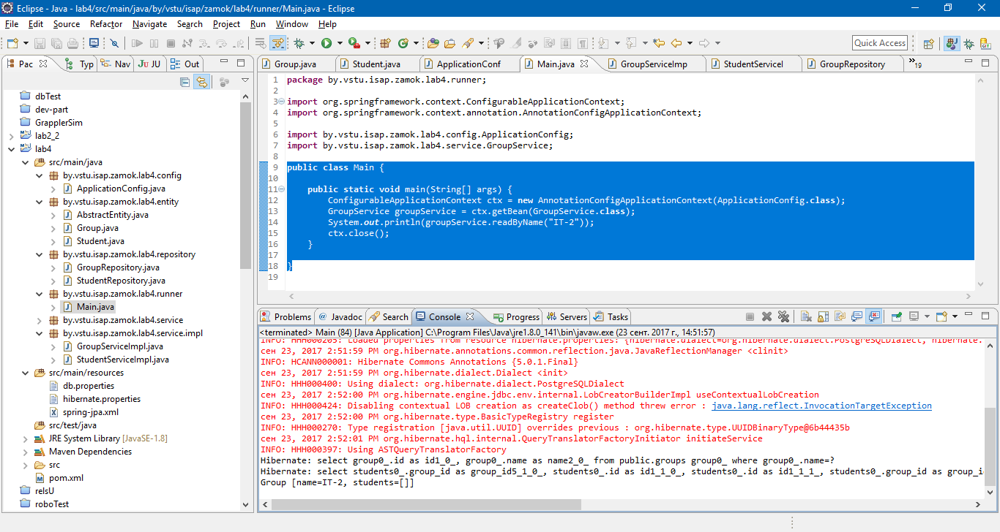 Eclipse - Java - lab4/src/main/java/by/vstu/isap/zamok/lab4/runner/Main.java - Eclipse
File Edit Source Refactor Navigate Search Project Run Window Help
Quick Access
Pac Typ Nav JU JU Out
dbTest
dev-part
GrapplerSim
lab2_2
lab4
src/main/java
by.vstu.isap.zamok.lab4.config
ApplicationConfig.java
by.vstu.isap.zamok.lab4.entity
AbstractEntity.java
Group.java
Student.java
by.vstu.isap.zamok.lab4.repository
GroupRepository.java
StudentRepository.java
by.vstu.isap.zamok.lab4.runner
Main.java
by.vstu.isap.zamok.lab4.service
by.vstu.isap.zamok.lab4.service.impl
GroupServiceImpl.java
StudentServiceImpl.java
src/main/resources
db.properties
hibernate.properties
spring-jpa.xml
src/test/java
JRE System Library [JavaSE-1.8]
Maven Dependencies
src
pom.xml
relsU
roboTest
Group.java Student.java ApplicationConf Main.java GroupServiceImp StudentServiceI GroupRepository »19
1 package by.vstu.isap.zamok.lab4.runner;
2
3 import org.springframework.context.ConfigurableApplicationContext;
4 import org.springframework.context.annotation.AnnotationConfigApplicationContext;
5
6 import by.vstu.isap.zamok.lab4.config.ApplicationConfig;
7 import by.vstu.isap.zamok.lab4.service.GroupService;
8
9 public class Main {
10
11 public static void main(String[] args) {
12 ConfigurableApplicationContext ctx = new AnnotationConfigApplicationContext(ApplicationConfig.class);
13 GroupService groupService = ctx.getBean(GroupService.class);
14 System.out.println(groupService.readByName("IT-2"));
15 ctx.close();
16 }
17
18 }
19
Problems @ Javadoc Search Console Progress Servers Tasks
<terminated> Main (84) [Java Application] C:\Program Files\Java\jre1.8.0_141\bin\javaw.exe (23 сент. 2017 г., 14:51:57)
INFO: HHH000205: Loaded properties from resource hibernate.properties: {hibernate.dialect=org.hibernate.dialect.PostgreSQLDialect, hibernate.
сен 23, 2017 2:51:59 PM org.hibernate.annotations.common.reflection.java.JavaReflectionManager <clinit>
INFO: HCANN000001: Hibernate Commons Annotations {5.0.1.Final}
сен 23, 2017 2:51:59 PM org.hibernate.dialect.Dialect <init>
INFO: HHH000400: Using dialect: org.hibernate.dialect.PostgreSQLDialect
сен 23, 2017 2:52:00 PM org.hibernate.engine.jdbc.env.internal.LobCreatorBuilderImpl useContextualLobCreation
INFO: HHH000424: Disabling contextual LOB creation as createClob() method threw error : java.lang.reflect.InvocationTargetException
сен 23, 2017 2:52:00 PM org.hibernate.type.BasicTypeRegistry register
INFO: HHH000270: Type registration [java.util.UUID] overrides previous : org.hibernate.type.UUIDBinaryType@6b44435b
сен 23, 2017 2:52:01 PM org.hibernate.hql.internal.QueryTranslatorFactoryInitiator initiateService
INFO: HHH000397: Using ASTQueryTranslatorFactory
Hibernate: select group0_.id as id1_0_, group0_.name as name2_0_ from public.groups group0_ where group0_.name=?
Hibernate: select students0_.group_id as group_id5_1_0_, students0_.id as id1_1_0_, students0_.id as id1_1_1_, students0_.group_id as group_i
Group [name=IT-2, students=[]]